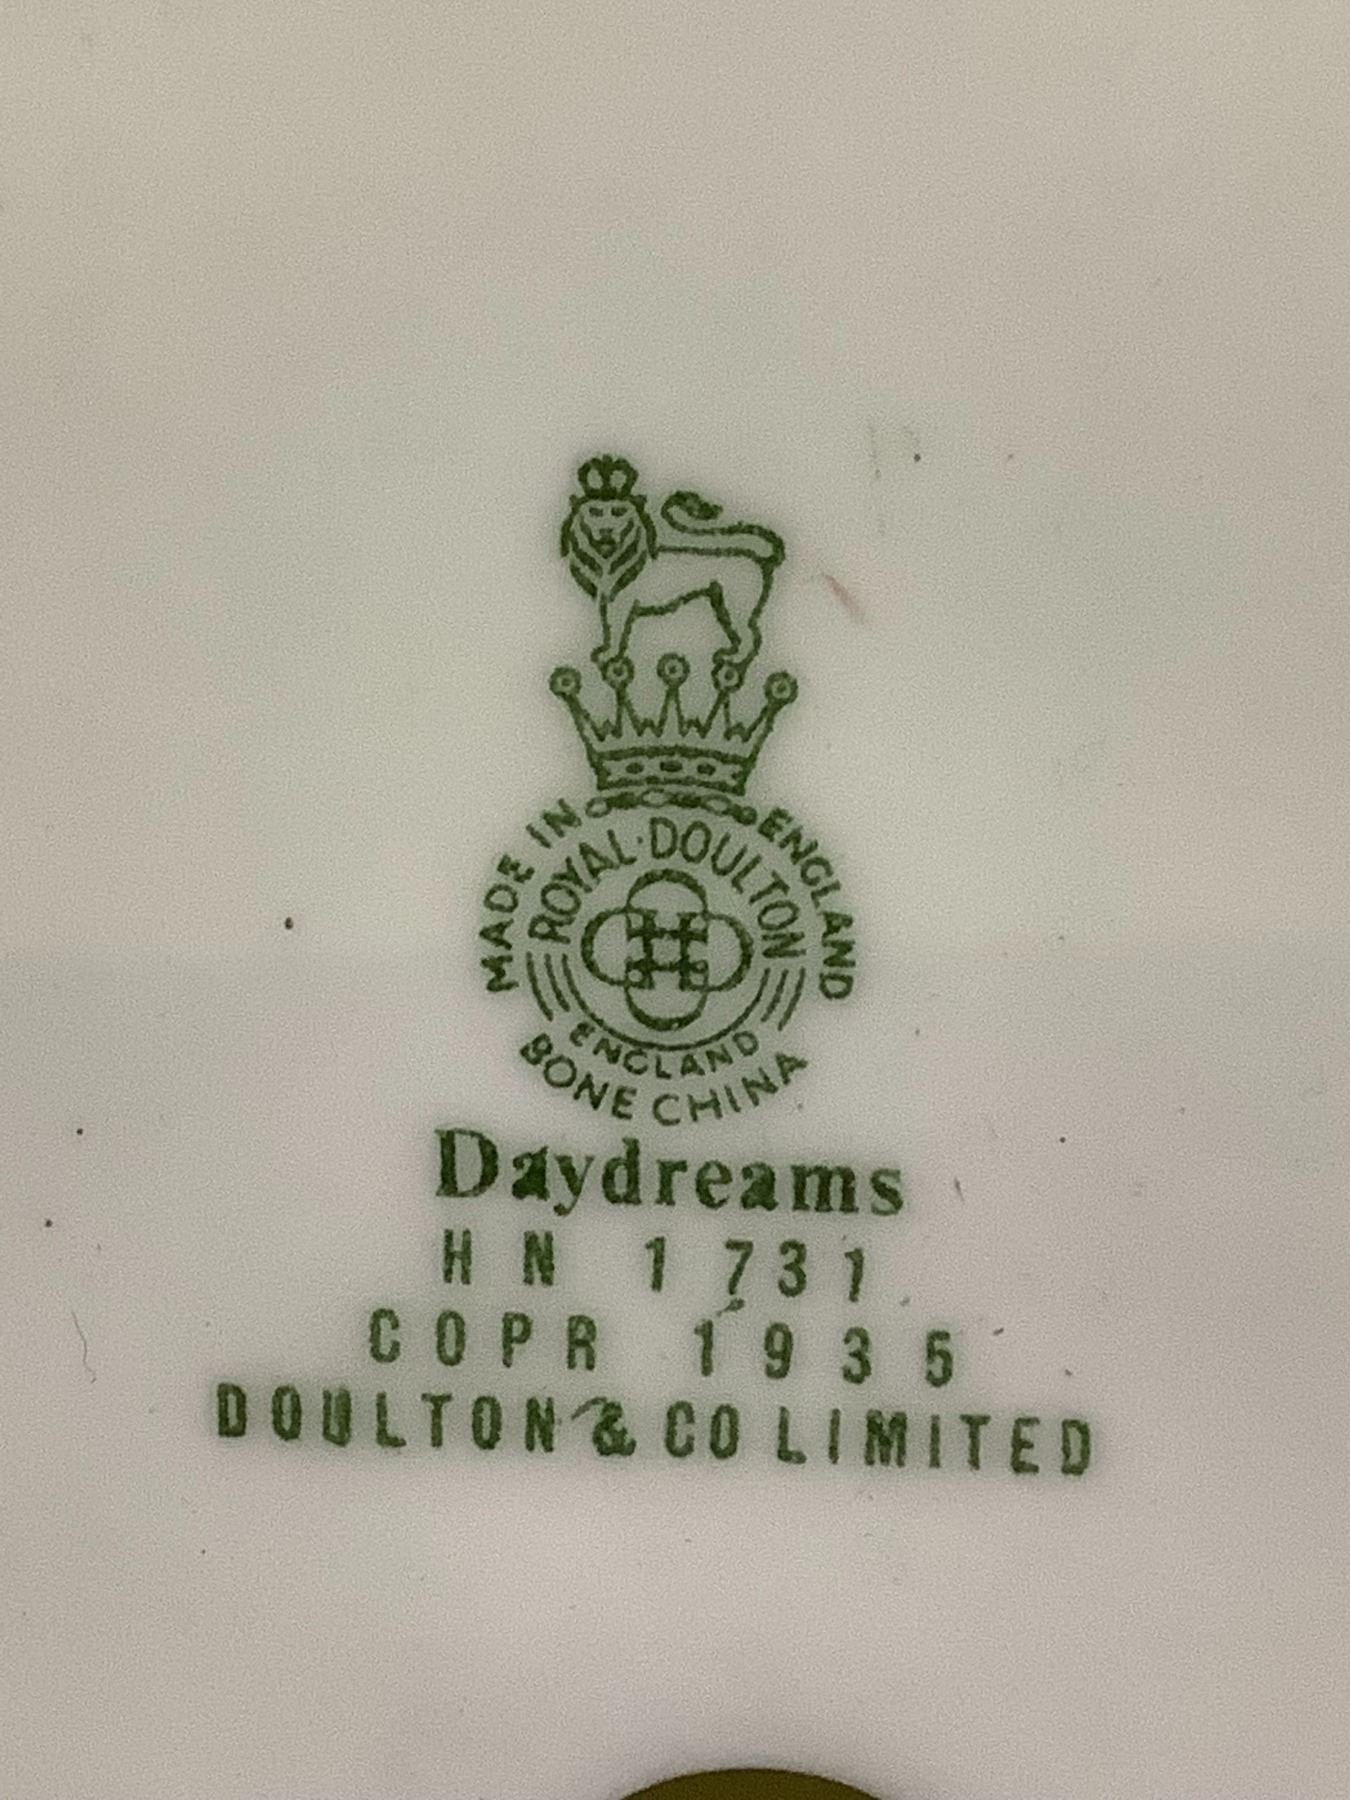 MADE IN ENGLAND
ROYAL·DOULTON
ENGLAND
BONE CHINA
Daydreams
HN 1731
COPR 1935
DOULTON & CO LIMITED